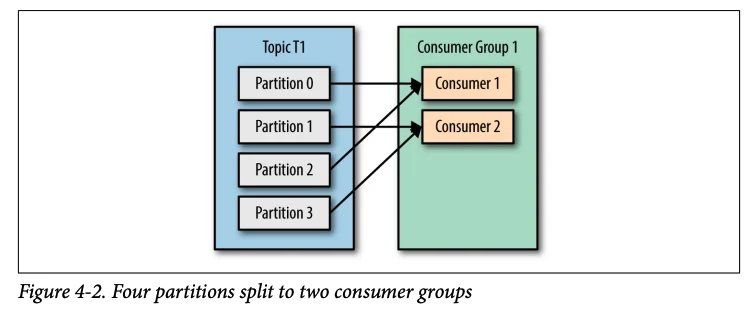 Topic T1
Partition 0
Partition 1
Partition 2
Partition 3
Consumer Group 1
Consumer 1
Consumer 2
Figure 4-2. Four partitions split to two consumer groups